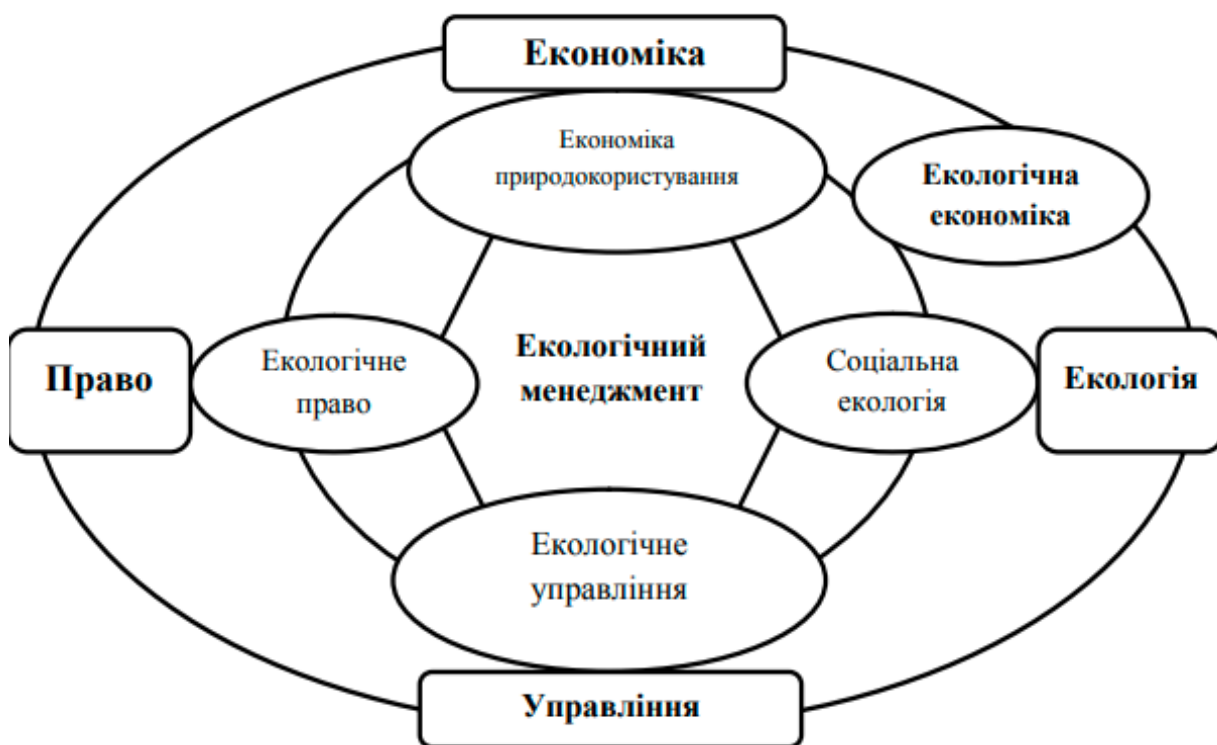 Економіка
Економіка
природокористування
Екологічна
економіка
Право
Екологічне
право
Екологічний
менеджмент
Соціальна
екологія
Екологія
Екологічне
управління
Управління